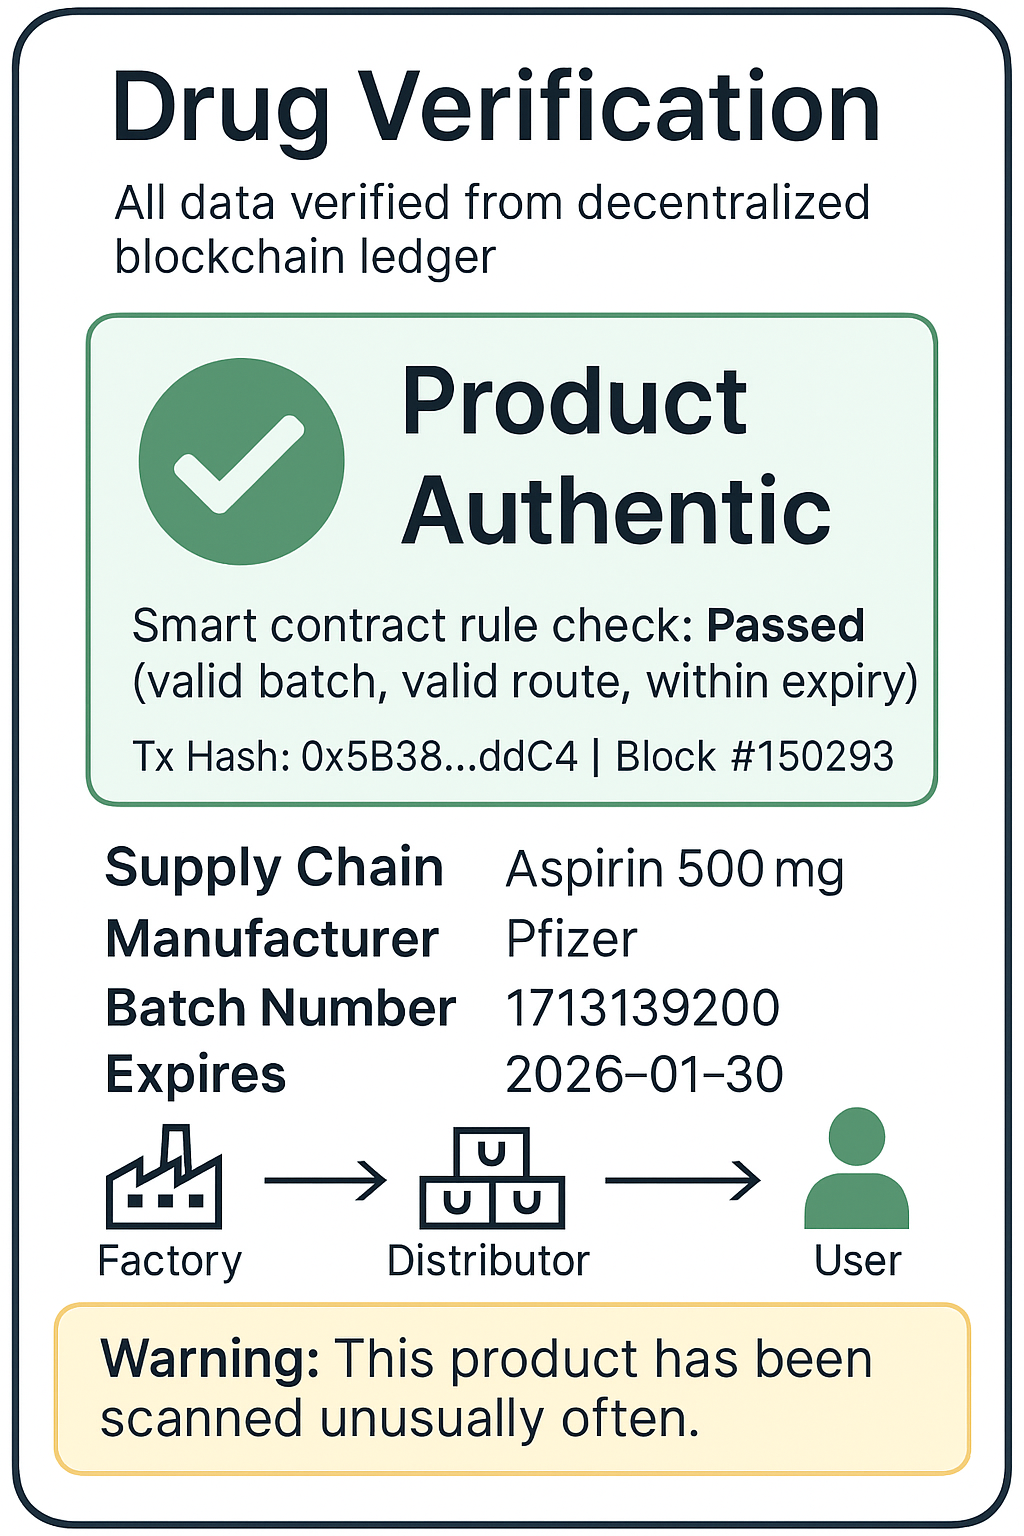 Drug Verification
All data verified from decentralized
blockchain ledger
Product
Authentic
Smart contract rule check: Passed
(valid batch, valid route, within expiry)
Tx Hash: 0x5B38...ddC4 | Block #150293
Supply Chain Aspirin 500 mg
Manufacturer Pfizer
Batch Number 1713139200
Expires 2026–01–30
Factory Distributor User
Warning: This product has been
scanned unusually often.